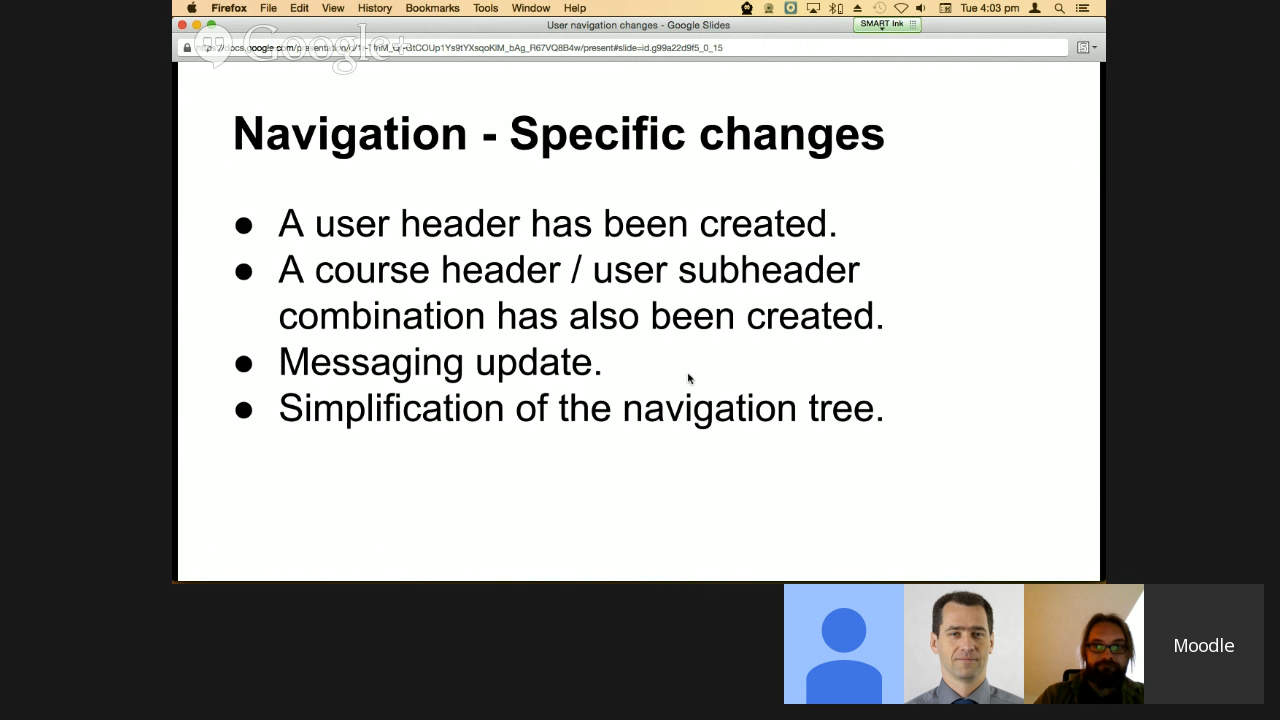 Firefox File Edit View History Bookmarks Tools Window Help Tue 4:03 pm
User navigation changes - Google Slides
SMART Ink
Google+
Navigation - Specific changes
● A user header has been created.
● A course header / user subheader
combination has also been created.
● Messaging update.
● Simplification of the navigation tree.
Moodle